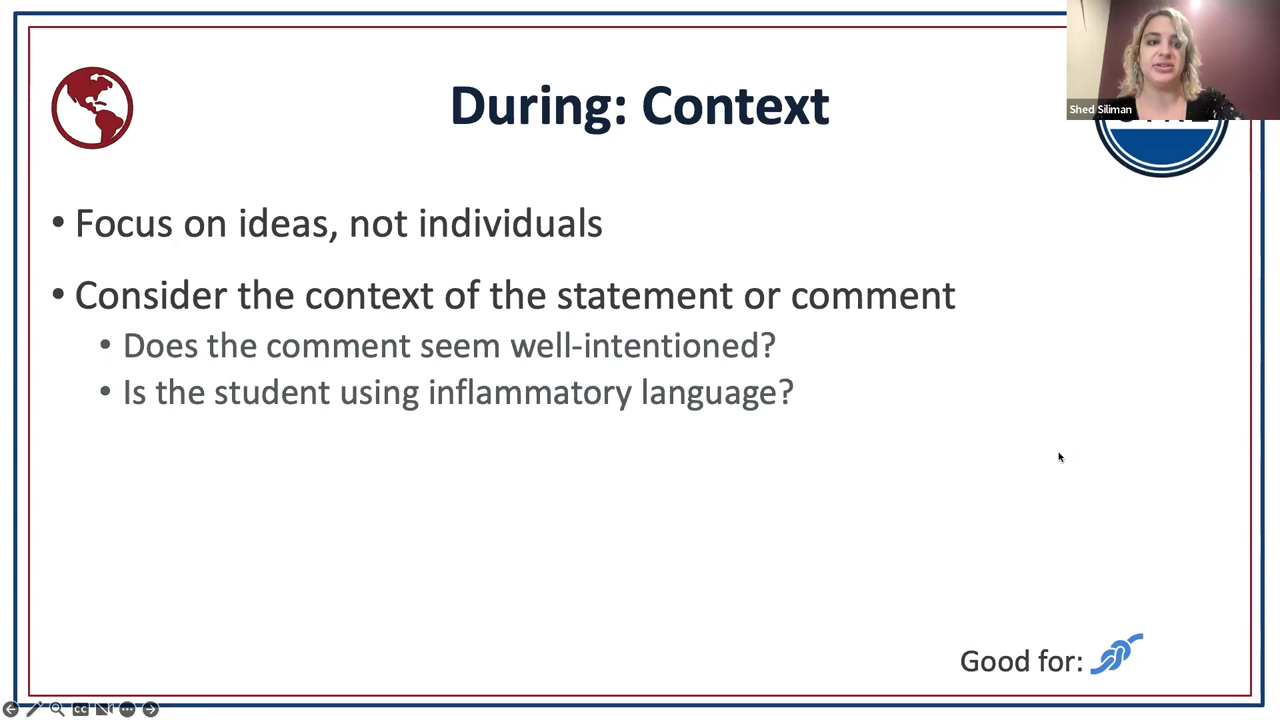 During: Context
Shed Siliman
• Focus on ideas, not individuals
• Consider the context of the statement or comment
• Does the comment seem well-intentioned?
• Is the student using inflammatory language?
Good for:
CC